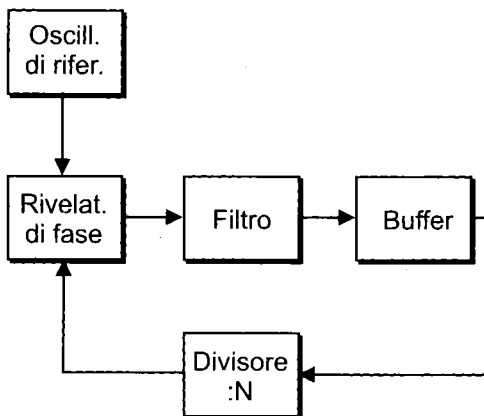 Oscill.
di rifer.
Rivelat.
di fase
Filtro
Buffer
Divisore
:N